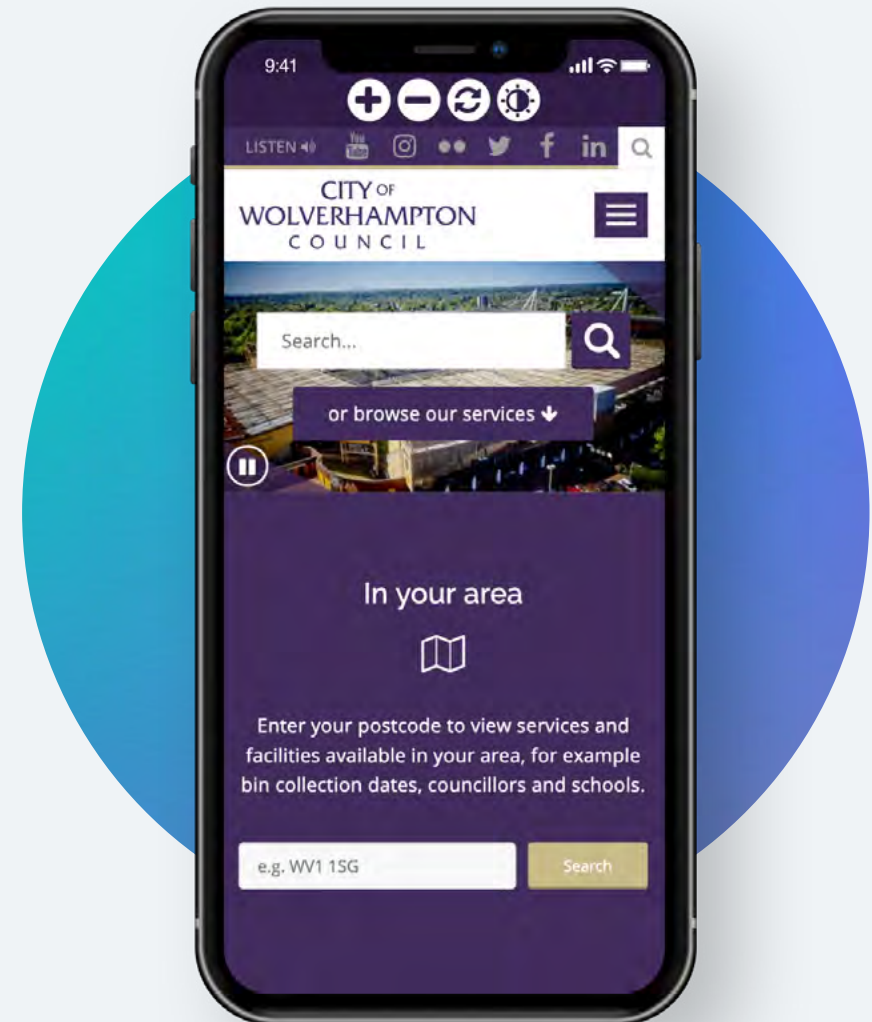 9:41
LISTEN
You
Tube
f
in
CITY OF
WOLVERHAMPTON
COUNCIL
Search...
or browse our services
In your area
Enter your postcode to view services and
facilities available in your area, for example
bin collection dates, councillors and schools.
e.g. WV1 1SG
Search